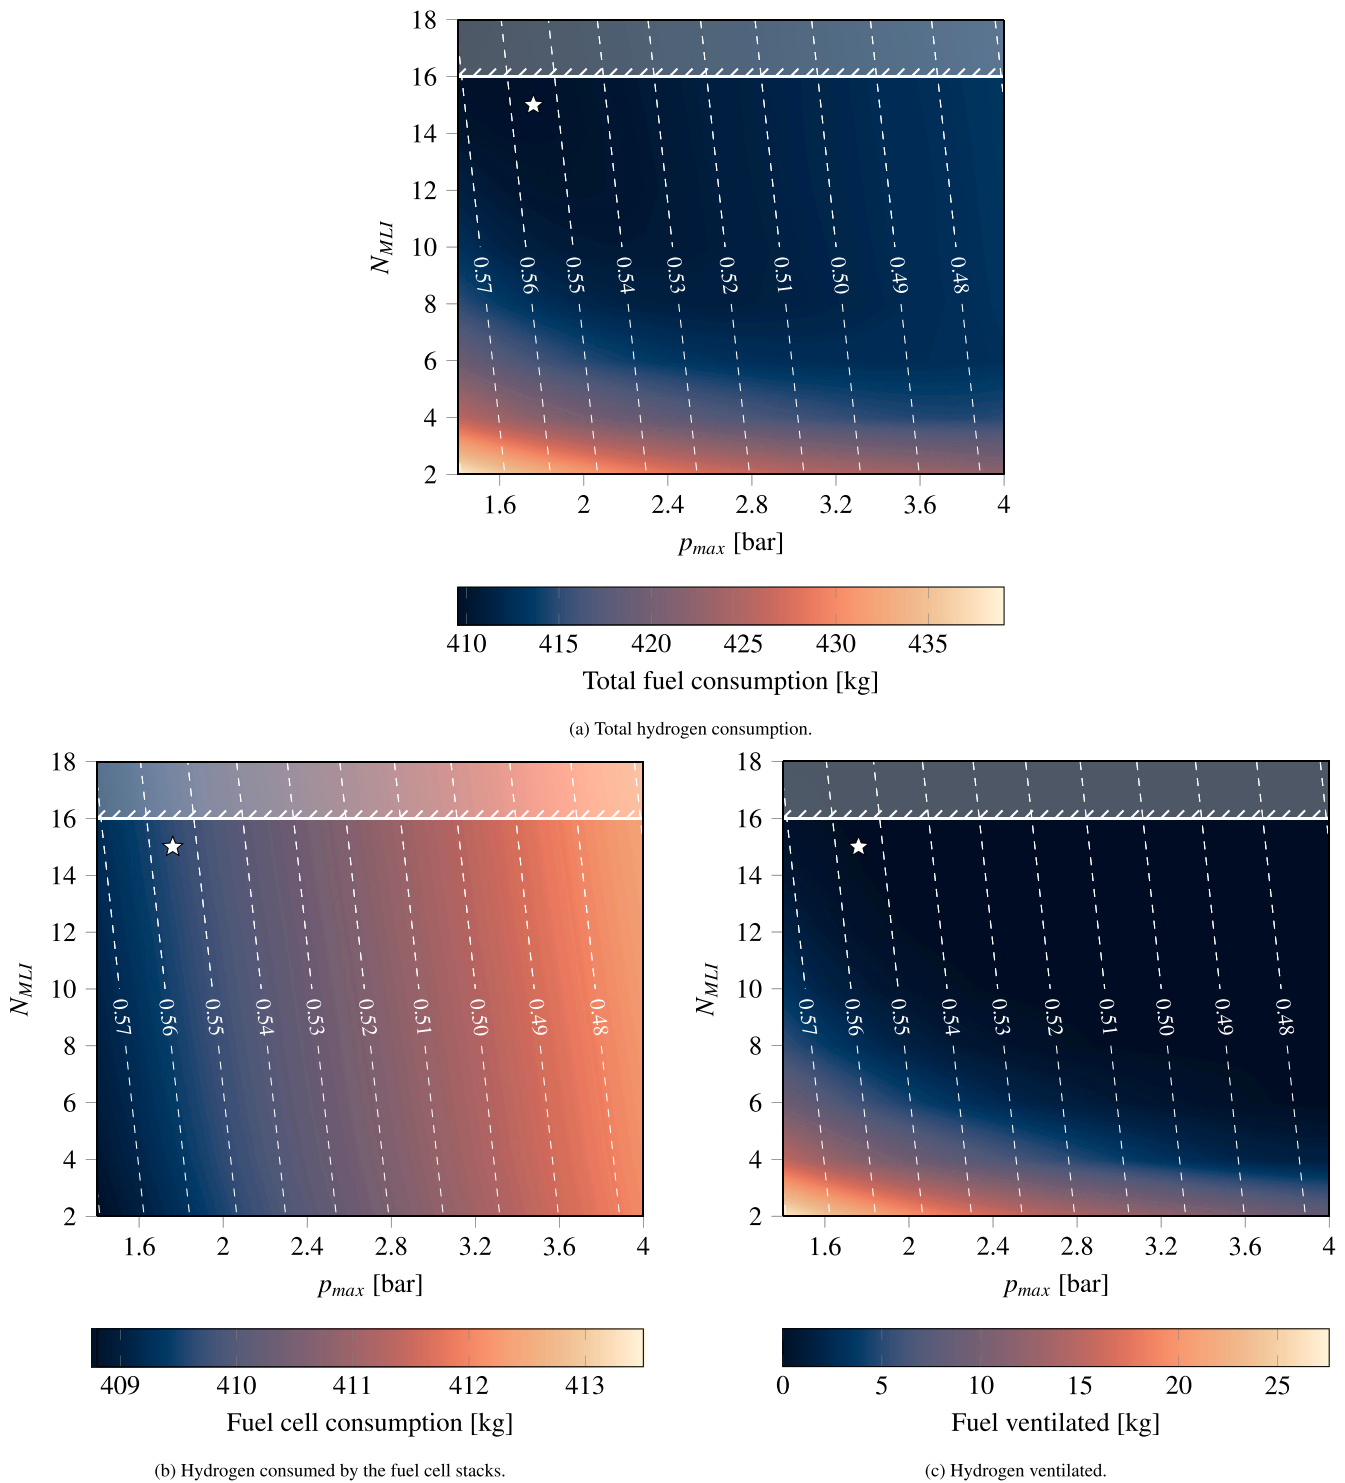 18
16
14
12
10
8
6
4
2
N_MLI
0.57 0.56 0.55 0.54 0.53 0.52 0.51 0.50 0.49 0.48
1.6 2 2.4 2.8 3.2 3.6 4
p_max [bar]
410 415 420 425 430 435
Total fuel consumption [kg]
(a) Total hydrogen consumption.
18
16
14
12
10
8
6
4
2
N_MLI
0.57 0.56 0.55 0.54 0.53 0.52 0.51 0.50 0.49 0.48
1.6 2 2.4 2.8 3.2 3.6 4
p_max [bar]
409 410 411 412 413
Fuel cell consumption [kg]
(b) Hydrogen consumed by the fuel cell stacks.
18
16
14
12
10
8
6
4
2
N_MLI
0.57 0.56 0.55 0.54 0.53 0.52 0.51 0.50 0.49 0.48
1.6 2 2.4 2.8 3.2 3.6 4
p_max [bar]
0 5 10 15 20 25
Fuel ventilated [kg]
(c) Hydrogen ventilated.